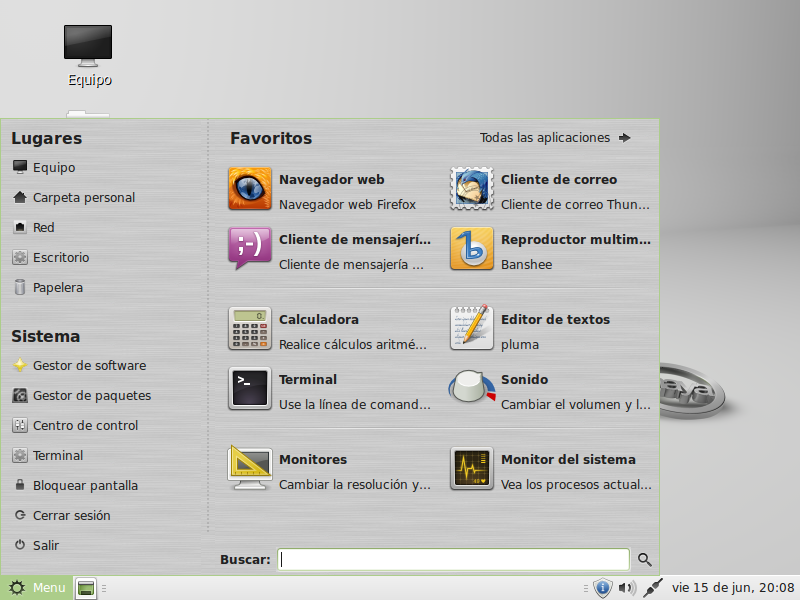 Equipo
Lugares
Equipo
Carpeta personal
Red
Escritorio
Papelera
Sistema
Gestor de software
Gestor de paquetes
Centro de control
Terminal
Bloquear pantalla
Cerrar sesión
Salir
Favoritos
Todas las aplicaciones
Navegador web
Navegador web Firefox
Cliente de correo
Cliente de correo Thun...
;-)
Cliente de mensajerí...
Cliente de mensajería ...
Reproductor multim...
Banshee
Calculadora
Realice cálculos aritmé...
Editor de textos
pluma
>_
Terminal
Use la línea de comand...
Sonido
Cambiar el volumen y l...
Monitores
Cambiar la resolución y...
Monitor del sistema
Vea los procesos actual...
Buscar:
Menu
vie 15 de jun, 20:08